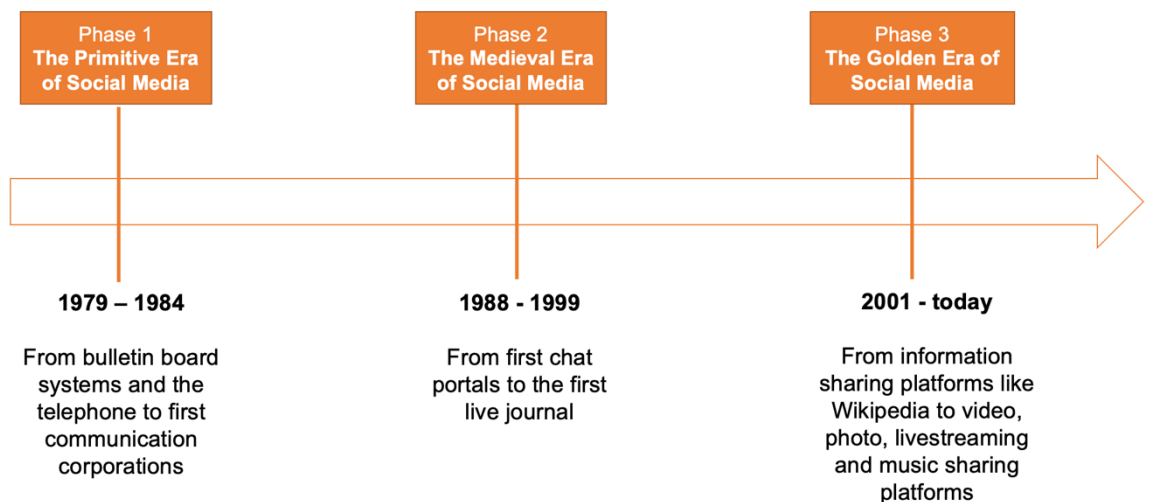 Phase 1
The Primitive Era
of Social Media
Phase 2
The Medieval Era
of Social Media
Phase 3
The Golden Era of
Social Media
1979 – 1984
From bulletin board
systems and the
telephone to first
communication
corporations
1988 - 1999
From first chat
portals to the first
live journal
2001 - today
From information
sharing platforms like
Wikipedia to video,
photo, livestreaming
and music sharing
platforms